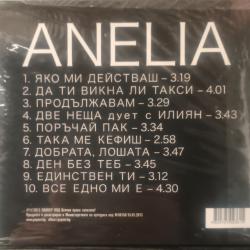 ANELIA
1. ЯКО МИ ДЕЙСТВАШ – 3.19
2. ДА ТИ ВИКНА ЛИ ТАКСИ – 4.01
3. ПРОДЪЛЖАВАМ – 3.29
4. ДВЕ НЕЩА дует с ИЛИЯН – 3.43
5. ПОРЪЧАЙ ПАК – 3.34
6. ТАКА МЕ КЕФИШ – 2.58
7. ДОБРАТА, ЛОШАТА – 3.47
8. ДЕН БЕЗ ТЕБ – 3.45
9. ЕДИНСТВЕН ТИ – 3.12
10. ВСЕ ЕДНО МИ Е – 4.30